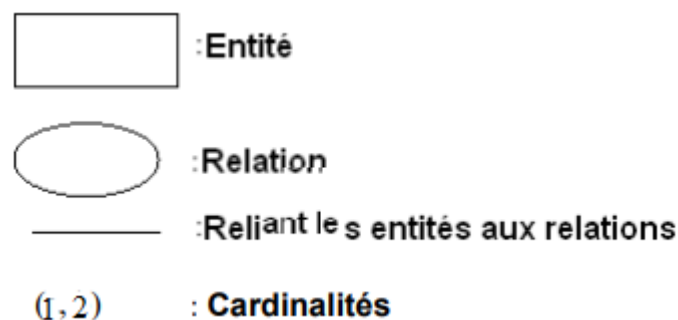 :Entité
:Relation
:Reliant les entités aux relations
(1,2) : Cardinalités